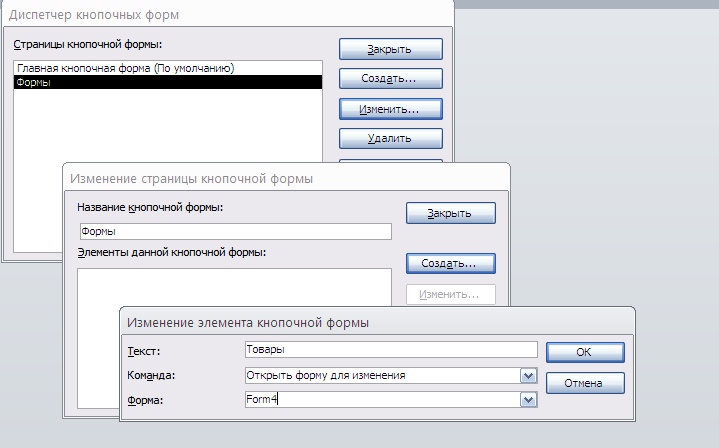 Диспетчер кнопочных форм
Страницы кнопочной формы:
Главная кнопочная форма (По умолчанию)
Формы
Закрыть
Создать...
Изменить...
Удалить
Изменение страницы кнопочной формы
Название кнопочной формы:
Формы
Закрыть
Элементы данной кнопочной формы:
Создать...
Изменить...
Изменение элемента кнопочной формы
Текст:
Товары
OK
Команда:
Открыть форму для изменения
Отмена
Форма:
Form4